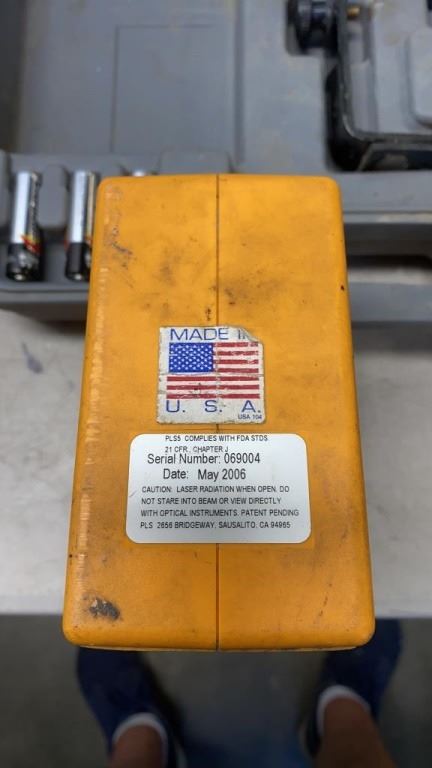 MADE IN
U. S. A.
USA 104
PLS5 COMPLIES WITH FDA STDS
21 CFR, CHAPTER J
Serial Number: 069004
Date: May 2006
CAUTION: LASER RADIATION WHEN OPEN. DO
NOT STARE INTO BEAM OR VIEW DIRECTLY
WITH OPTICAL INSTRUMENTS. PATENT PENDING
PLS 2656 BRIDGEWAY, SAUSALITO, CA 94965